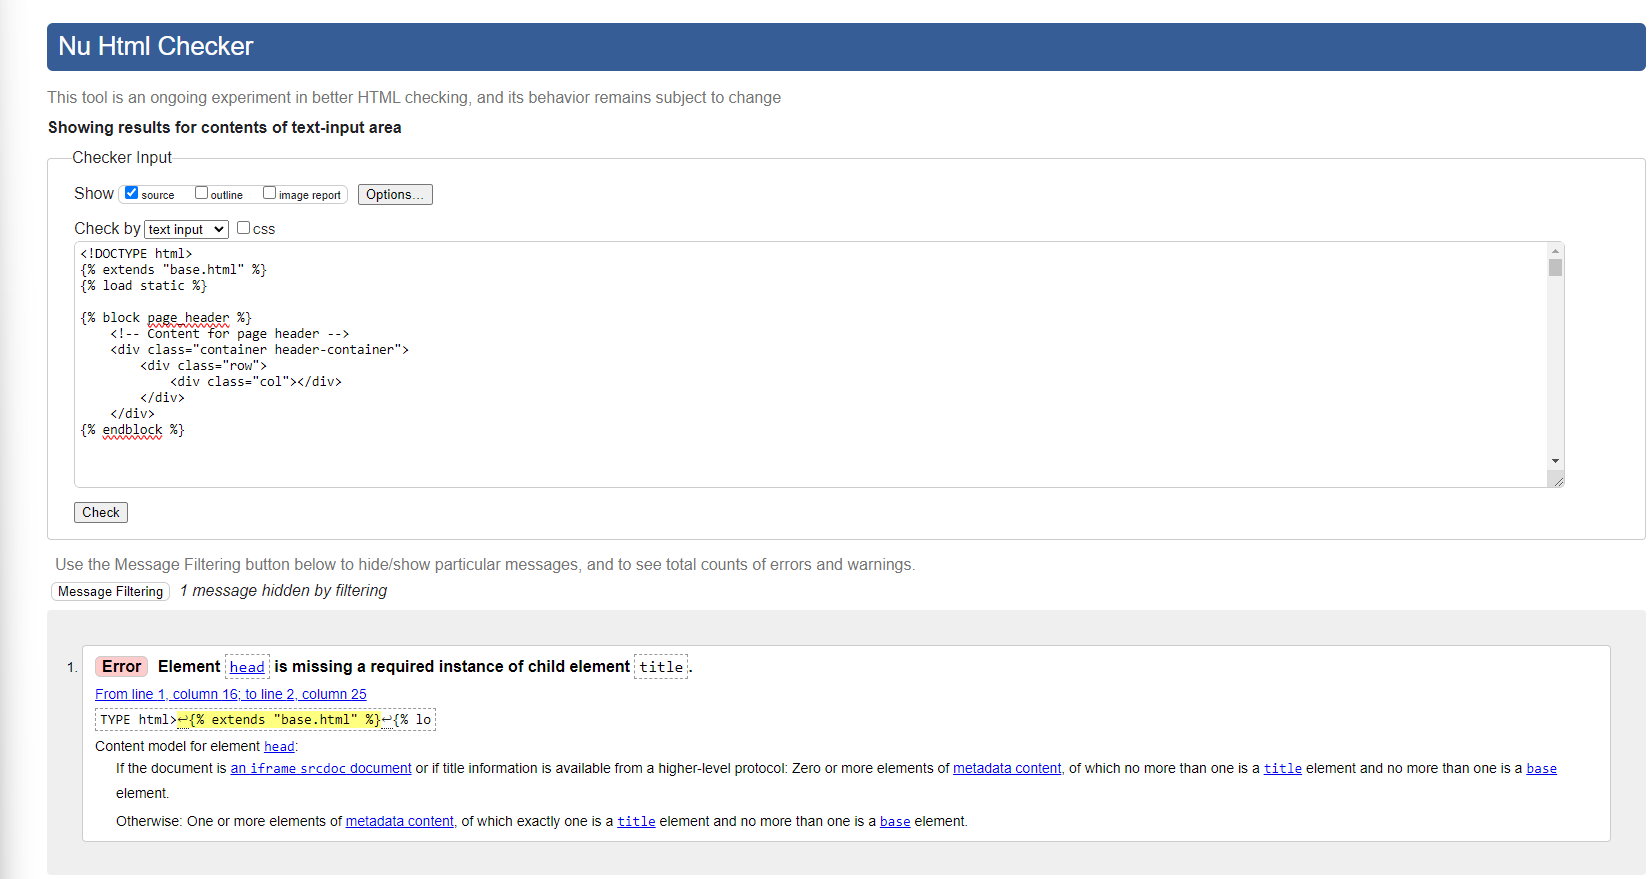 Nu Html Checker
This tool is an ongoing experiment in better HTML checking, and its behavior remains subject to change
Showing results for contents of text-input area
Checker Input
Show source outline image report Options...
Check by text input css
<!DOCTYPE html>
{% extends "base.html" %}
{% load static %}
{% block page_header %}
<!-- Content for page header -->
<div class="container header-container">
<div class="row">
<div class="col"></div>
</div>
</div>
{% endblock %}
Check
Use the Message Filtering button below to hide/show particular messages, and to see total counts of errors and warnings.
Message Filtering 1 message hidden by filtering
1. Error Element head is missing a required instance of child element title.
From line 1, column 16; to line 2, column 25
TYPE html>↩{% extends "base.html" %}↩{% lo
Content model for element head:
If the document is an iframe srcdoc document or if title information is available from a higher-level protocol: Zero or more elements of metadata content, of which no more than one is a title element and no more than one is a base
element.
Otherwise: One or more elements of metadata content, of which exactly one is a title element and no more than one is a base element.